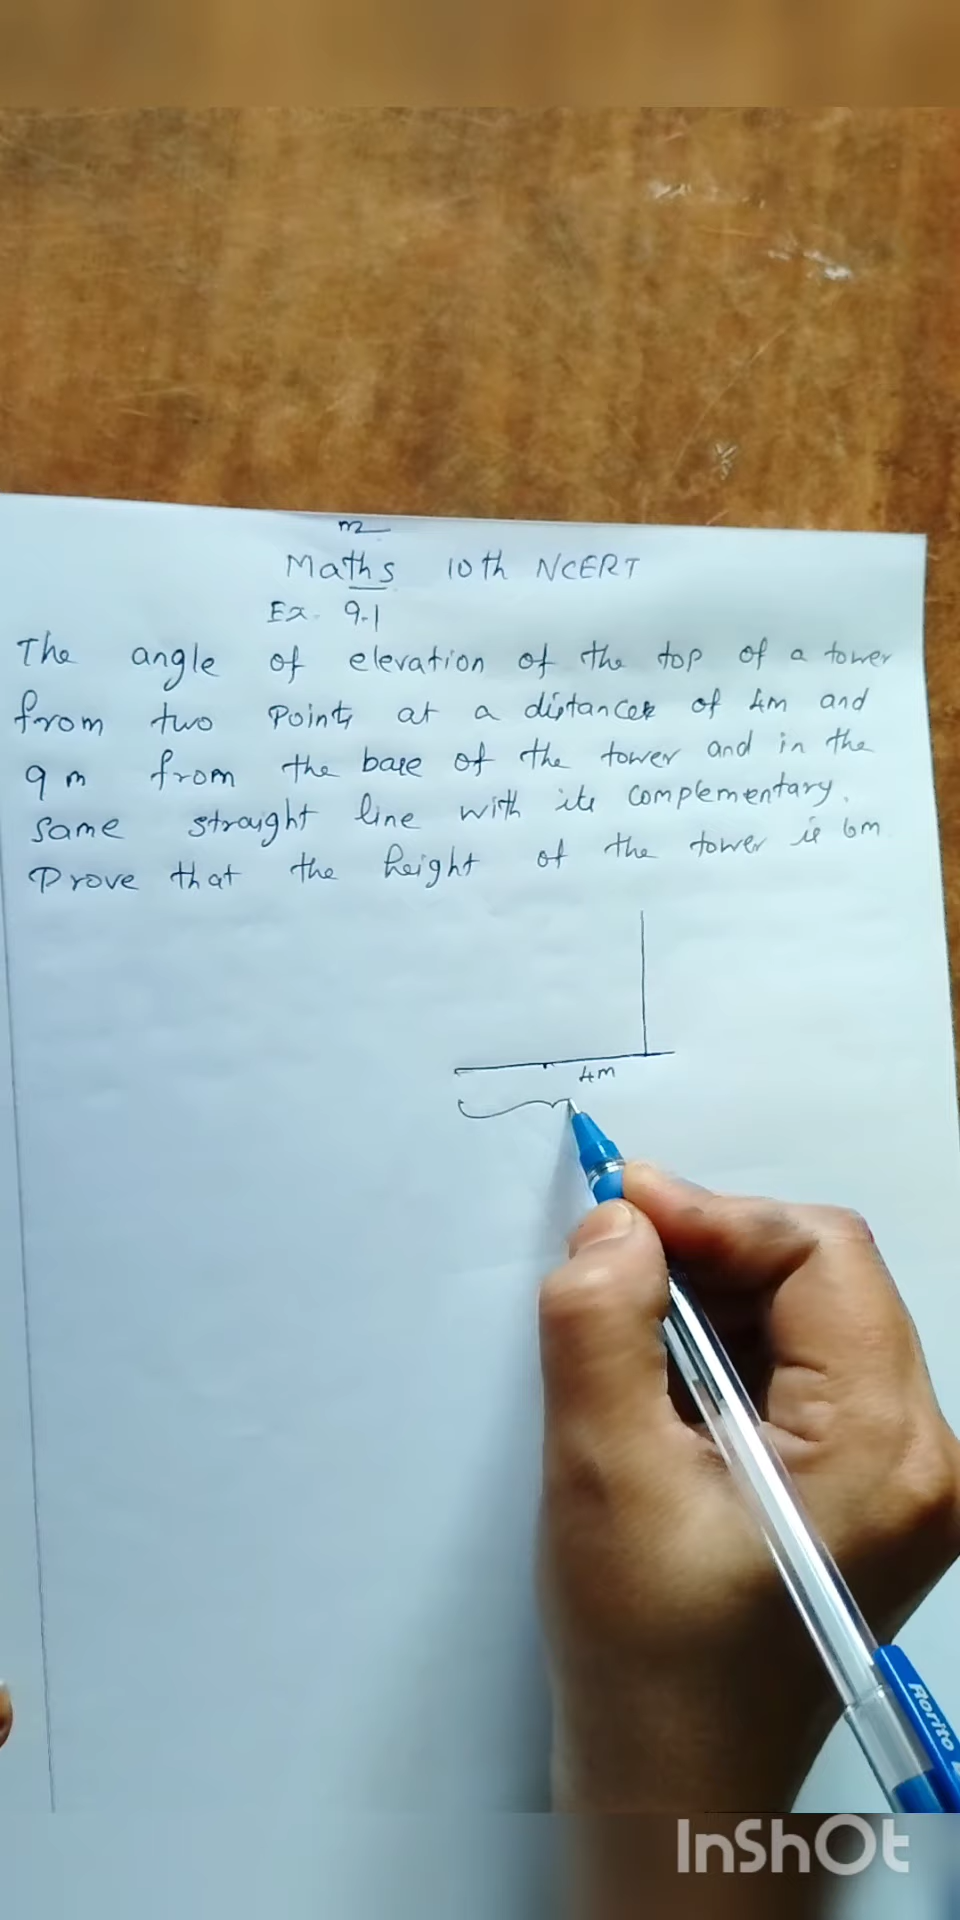 m
Maths 10th NCERT
Ex. 9.1
The angle of elevation of the top of a tower
from two points at a distances of 4m and
9 m from the base of the tower and in the
same straight line with its complementary.
Prove that the height of the tower is 6m
4m
Rorito
InShOt